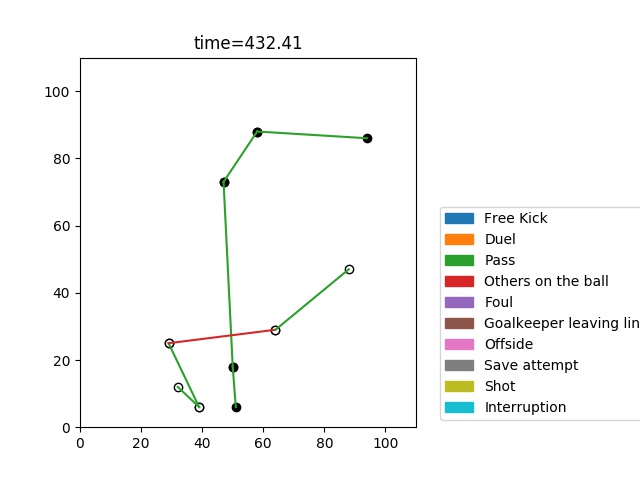 time=432.41
100
80
60
40
20
0
0 20 40 60 80 100
Free Kick
Duel
Pass
Others on the ball
Foul
Goalkeeper leaving lin
Offside
Save attempt
Shot
Interruption